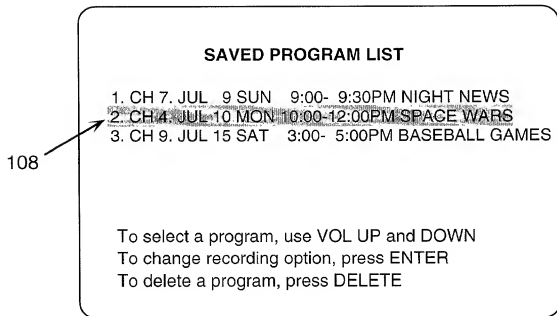 SAVED PROGRAM LIST
1. CH 7. JUL 9 SUN 9:00- 9:30PM NIGHT NEWS
2. CH 4. JUL 10 MON 10:00-12:00PM SPACE WARS
3. CH 9. JUL 15 SAT 3:00- 5:00PM BASEBALL GAMES
108
To select a program, use VOL UP and DOWN
To change recording option, press ENTER
To delete a program, press DELETE